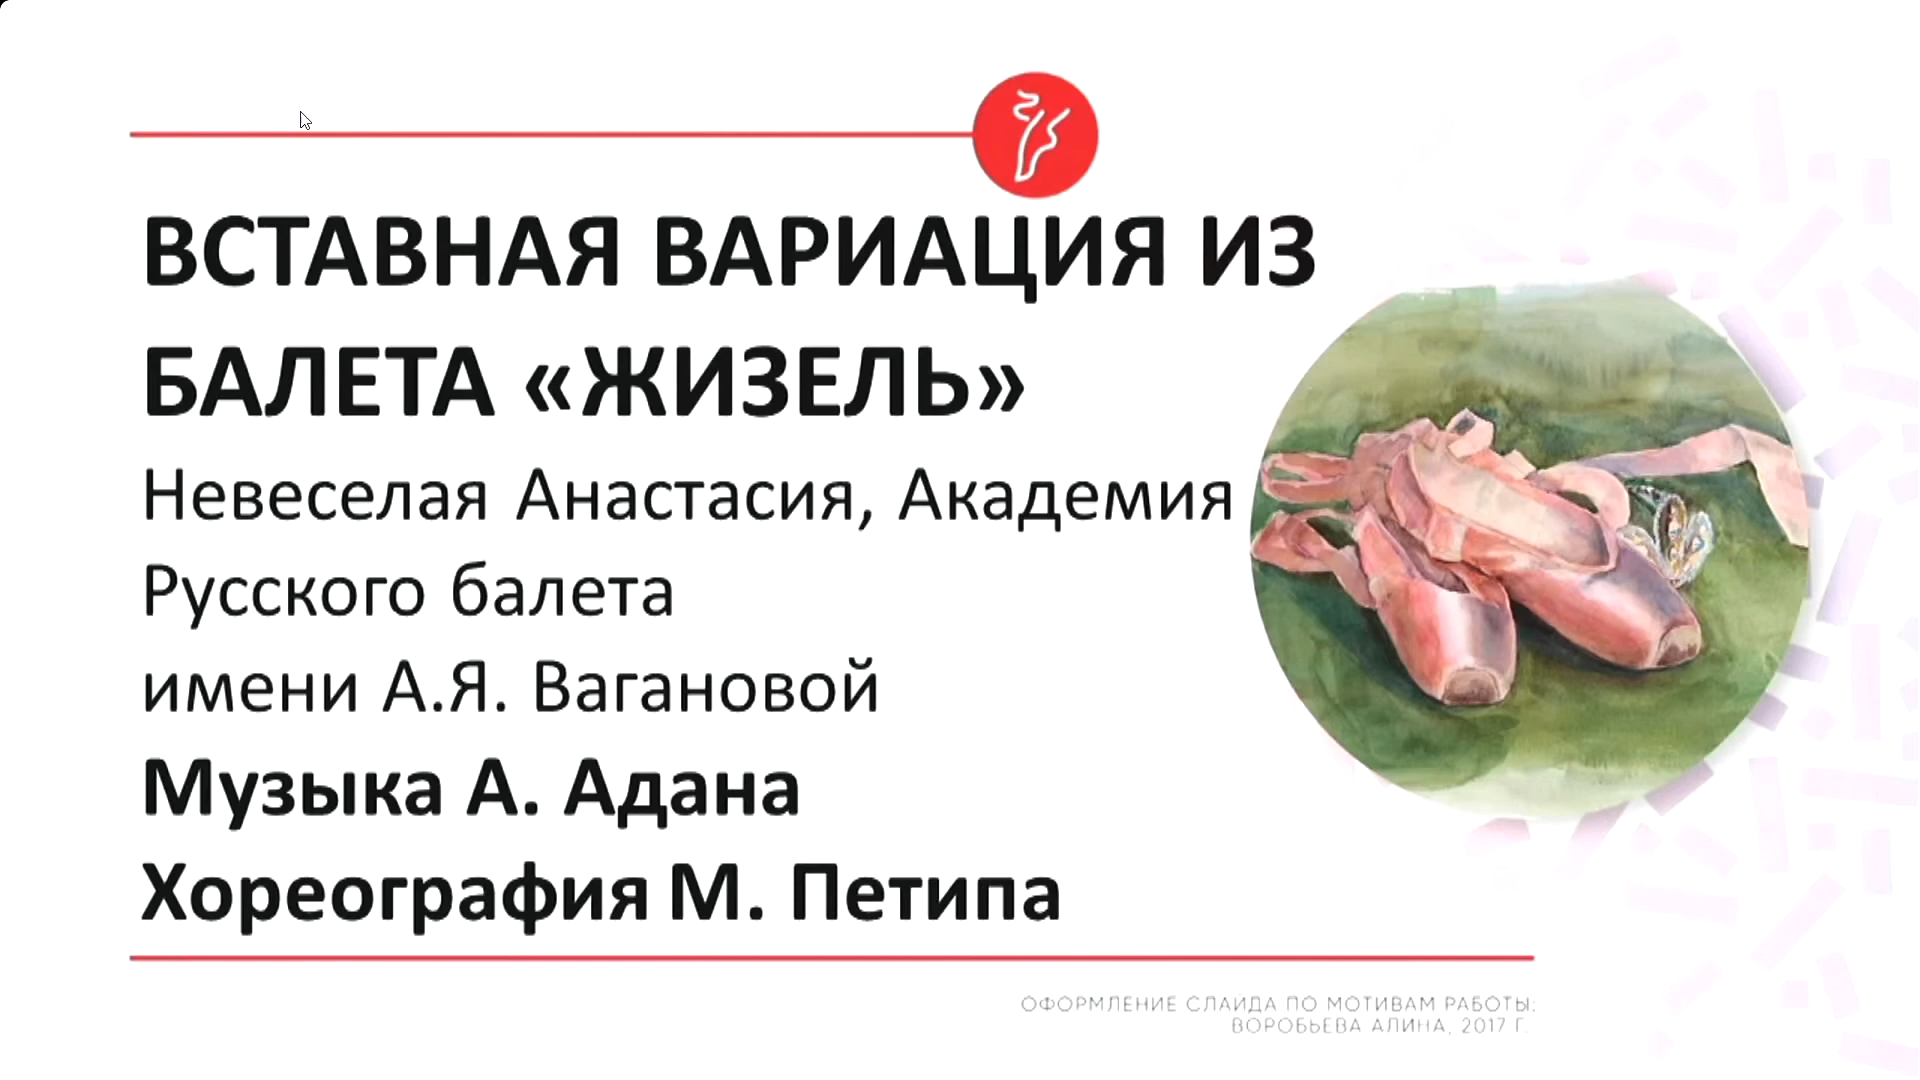 ВСТАВНАЯ ВАРИАЦИЯ ИЗ
БАЛЕТА «ЖИЗЕЛЬ»
Невеселая Анастасия, Академия
Русского балета
имени А.Я. Вагановой
Музыка А. Адана
Хореография М. Петипа
ОФОРМЛЕНИЕ СЛАЙДА ПО МОТИВАМ РАБОТЫ:
ВОРОБЬЕВА АЛИНА, 2017 Г.